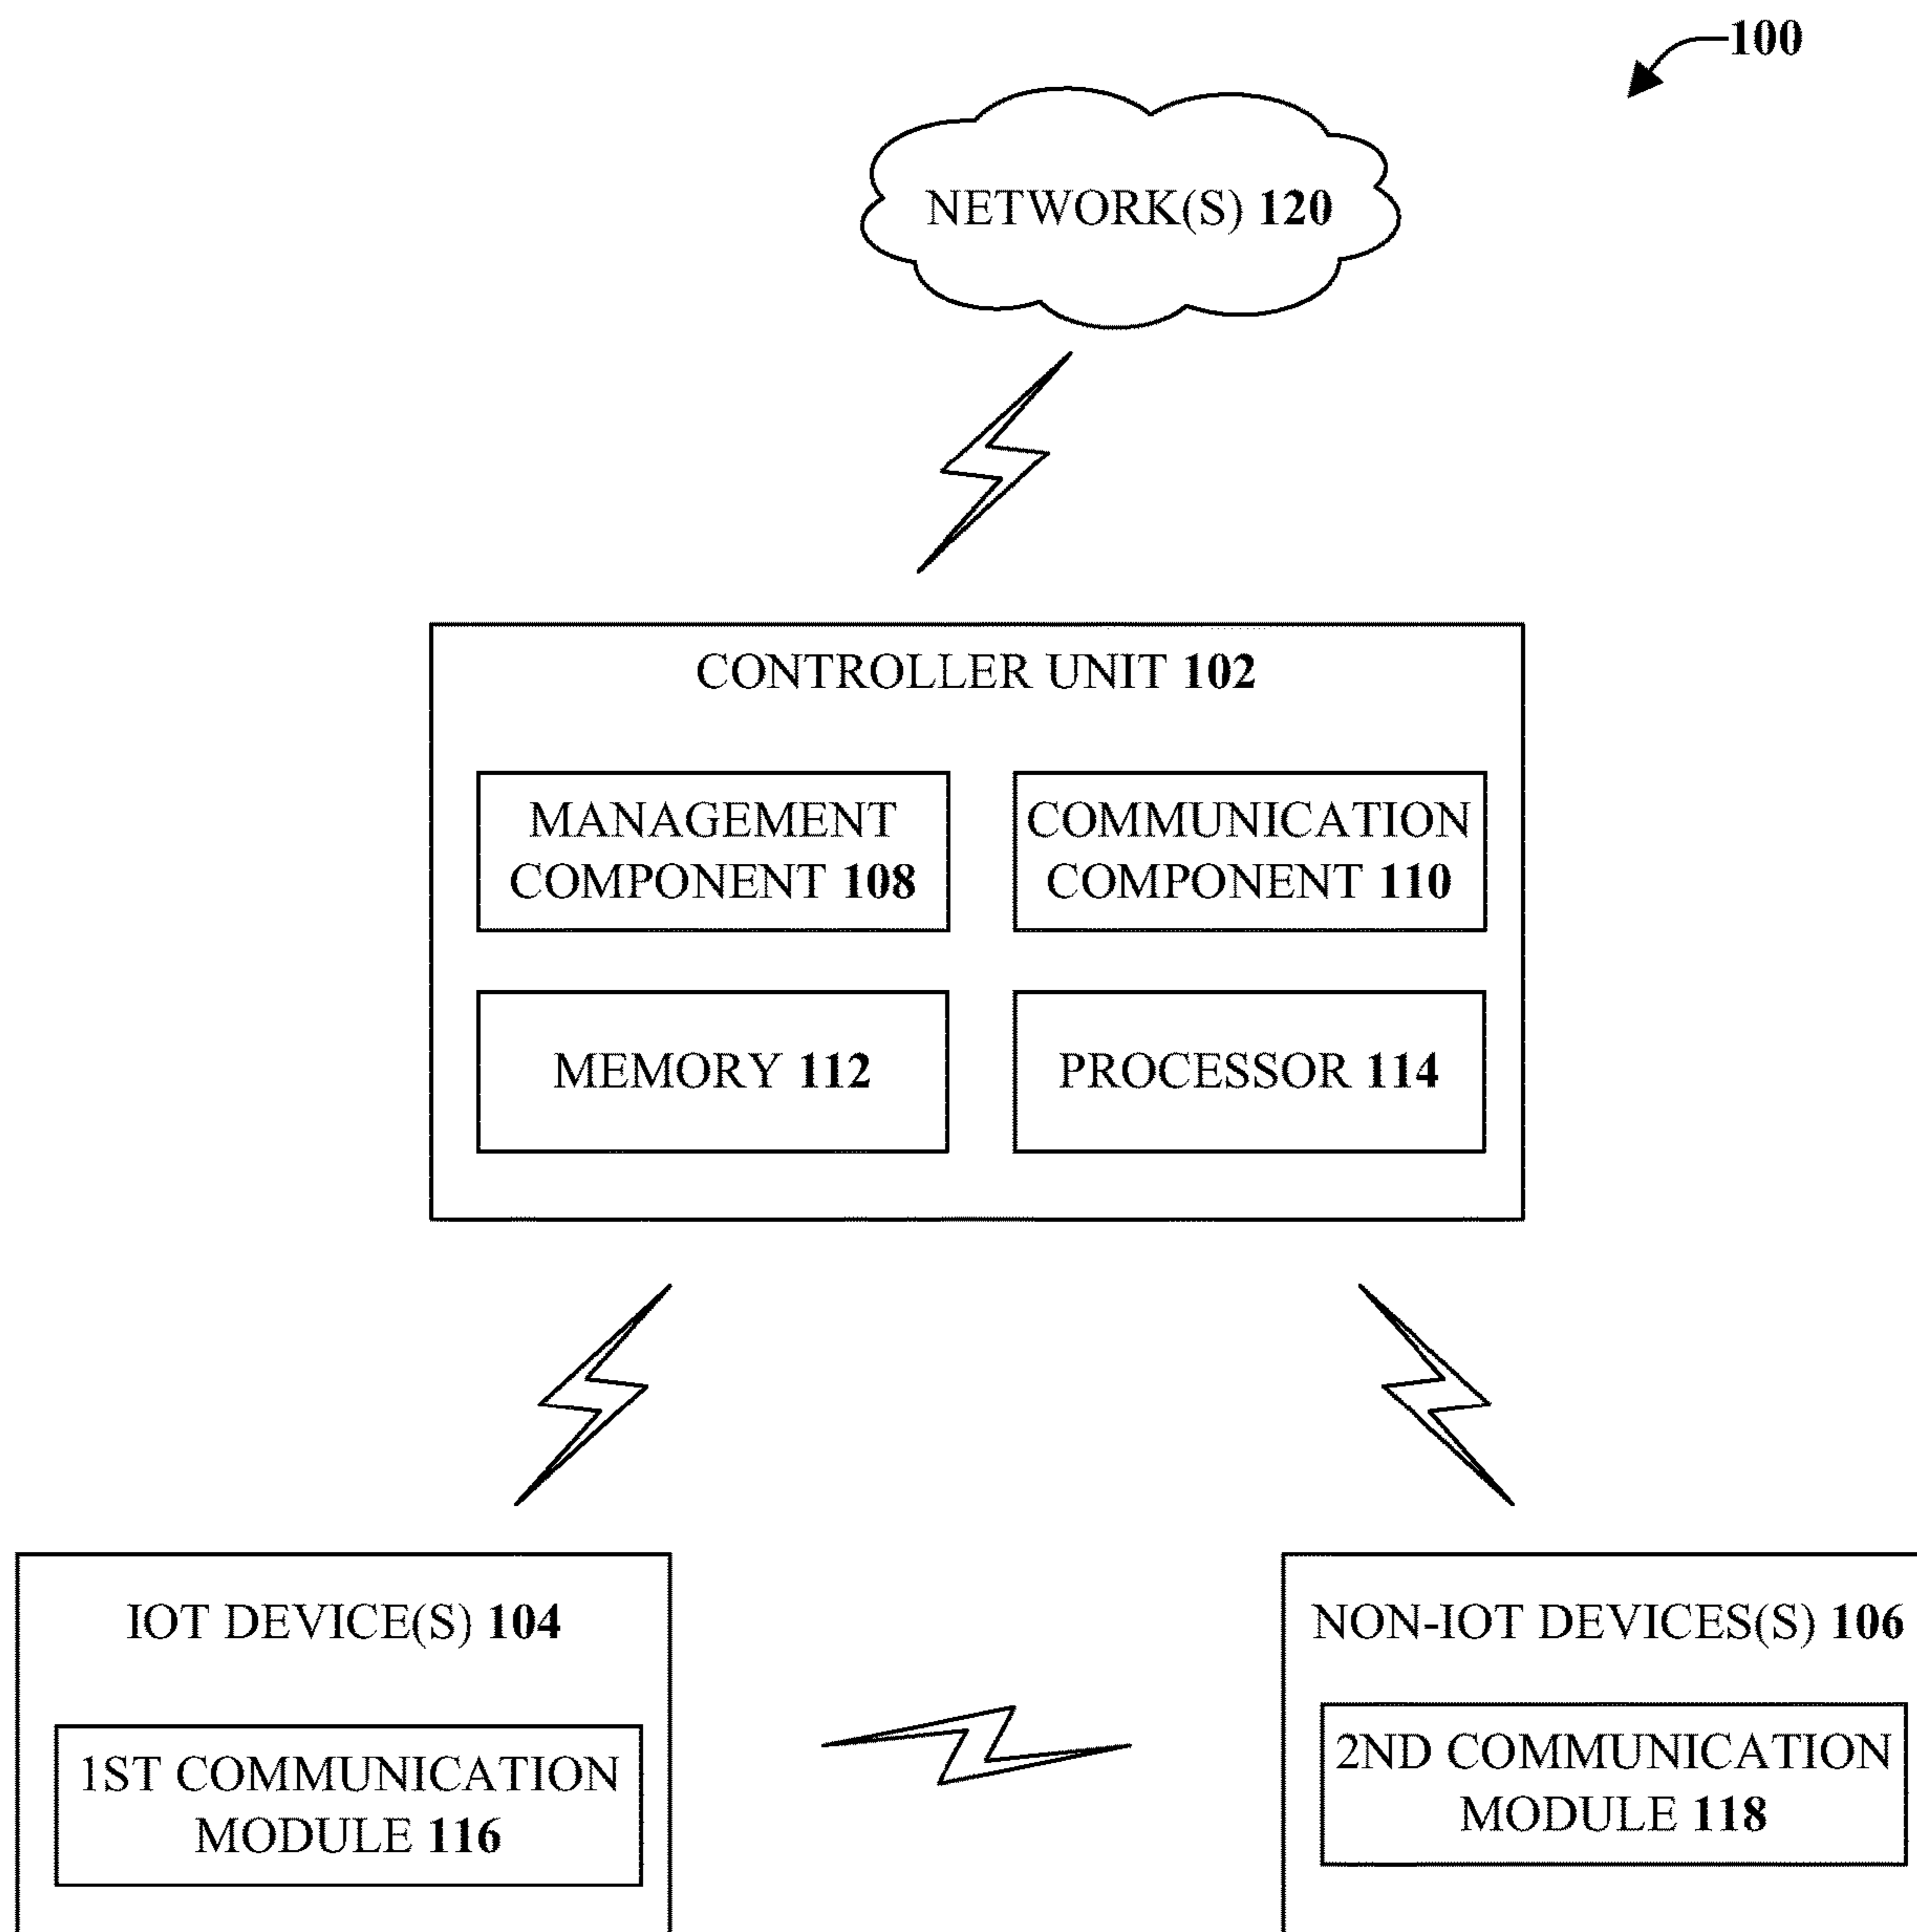 100
NETWORK(S) 120
CONTROLLER UNIT 102
MANAGEMENT
COMPONENT 108
COMMUNICATION
COMPONENT 110
MEMORY 112
PROCESSOR 114
IOT DEVICE(S) 104
1ST COMMUNICATION
MODULE 116
NON-IOT DEVICES(S) 106
2ND COMMUNICATION
MODULE 118